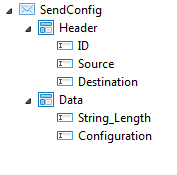 SendConfig
Header
ID
Source
Destination
Data
String_Length
Configuration